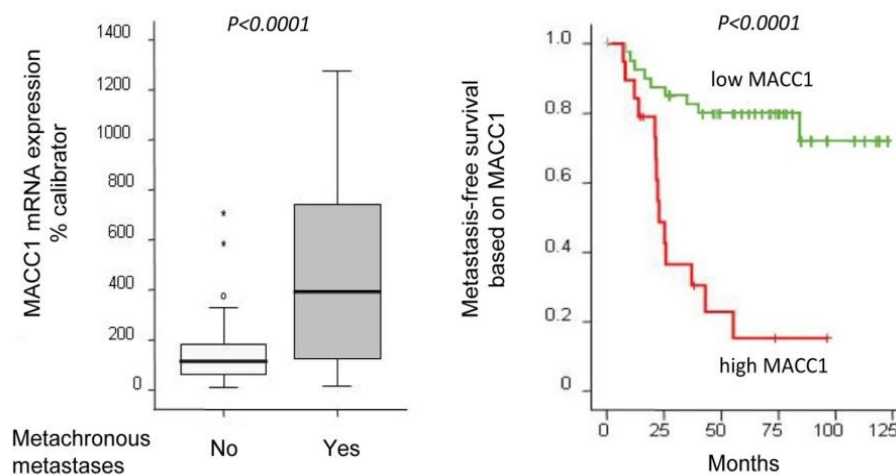 P<0.0001
1400
1200
1000
800
600
400
200
0
MACC1 mRNA expression
% calibrator
Metachronous
metastases
No
Yes
P<0.0001
1.0
0.8
0.6
0.4
0.2
0
Metastasis-free survival
based on MACC1
low MACC1
high MACC1
0
25
50
75
100
125
Months